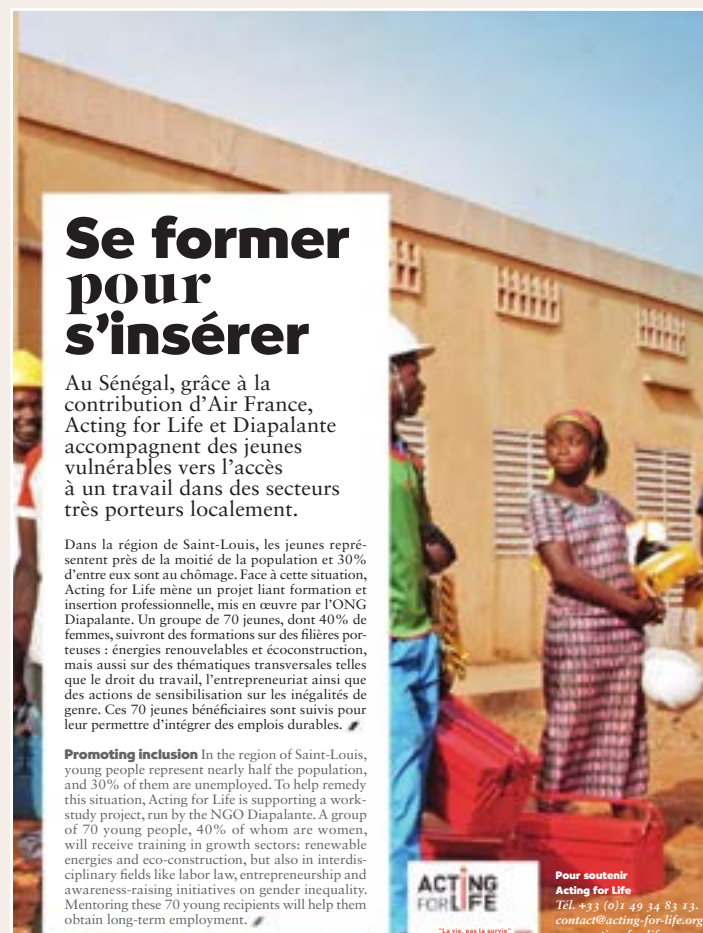 Se former
pour
s'insérer
Au Sénégal, grâce à la
contribution d'Air France,
Acting for Life et Diapalante
accompagnent des jeunes
vulnérables vers l'accès
à un travail dans des secteurs
très porteurs localement.
Dans la région de Saint-Louis, les jeunes repré-
sentent près de la moitié de la population et 30%
d'entre eux sont au chômage. Face à cette situation,
Acting for Life mène un projet liant formation et
insertion professionnelle, mis en œuvre par l'ONG
Diapalante. Un groupe de 70 jeunes, dont 40% de
femmes, suivront des formations sur des filières por-
teuses : énergies renouvelables et écoconstruction,
mais aussi sur des thématiques transversales telles
que le droit du travail, l'entrepreneuriat ainsi que
des actions de sensibilisation sur les inégalités de
genre. Ces 70 jeunes bénéficiaires sont suivis pour
leur permettre d'intégrer des emplois durables.
Promoting inclusion In the region of Saint-Louis,
young people represent nearly half the population,
and 30% of them are unemployed. To help remedy
this situation, Acting for Life is supporting a work-
study project, run by the NGO Diapalante. A group
of 70 young people, 40% of whom are women,
will receive training in growth sectors: renewable
energies and eco-construction, but also in interdis-
ciplinary fields like labor law, entrepreneurship and
awareness-raising initiatives on gender inequality.
Mentoring these 70 young recipients will help them
obtain long-term employment.
ACTING
FOR LIFE
"La vie, pas la survie"
Pour soutenir
Acting for Life
Tél. +33 (0)1 49 34 83 13.
contact@acting-for-life.org